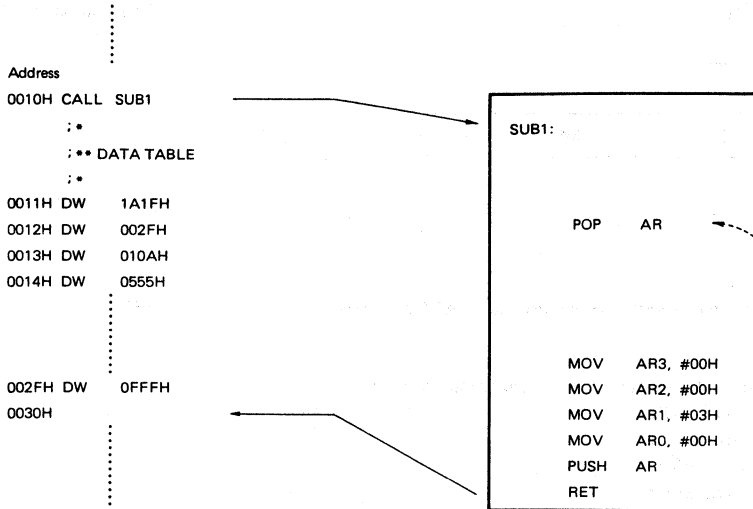 Address
0010H CALL SUB1
;*
;** DATA TABLE
;*
0011H DW 1A1FH
0012H DW 002FH
0013H DW 010AH
0014H DW 0555H
002FH DW 0FFFH
0030H
SUB1:
POP AR
MOV AR3, #00H
MOV AR2, #00H
MOV AR1, #03H
MOV AR0, #00H
PUSH AR
RET